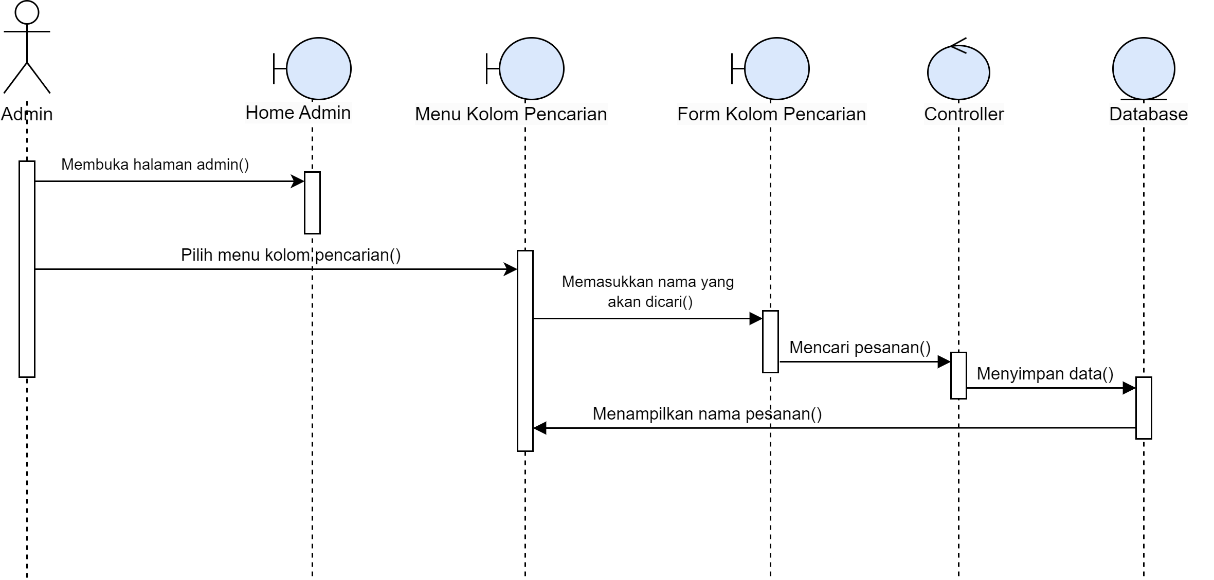 Admin
Home Admin
Menu Kolom Pencarian
Form Kolom Pencarian
Controller
Database
Membuka halaman admin()
Pilih menu kolom pencarian()
Memasukkan nama yang
akan dicari()
Mencari pesanan()
Menyimpan data()
Menampilkan nama pesanan()